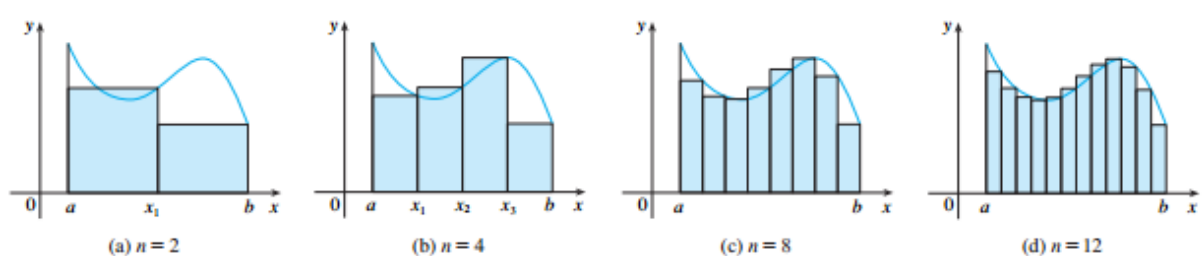 y y y y
0 a x₁ b x 0 a x₁ x₂ x₃ b x 0 a b x 0 a b x
(a) n = 2 (b) n = 4 (c) n = 8 (d) n = 12